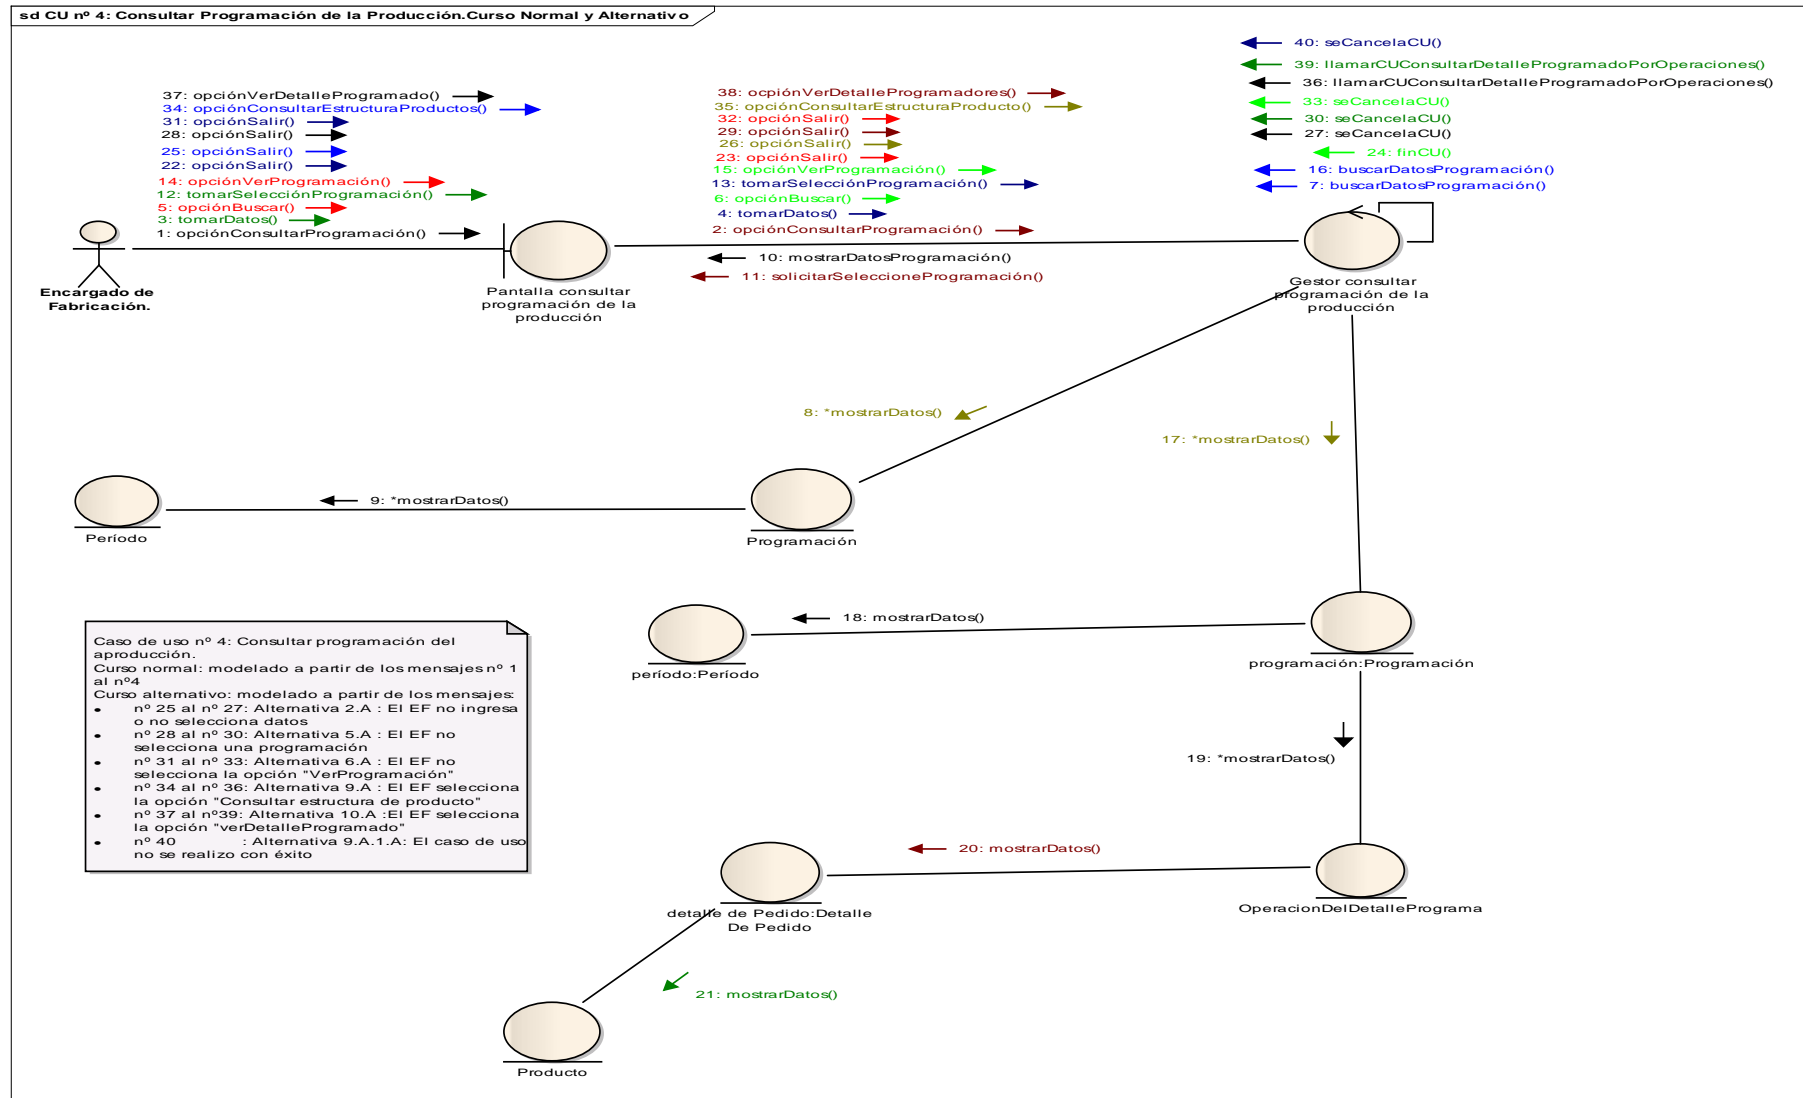 sd CU nº 4: Consultar Programación de la Producción.Curso Normal y Alternativo
37: opciónVerDetalleProgramado()
34: opciónConsultarEstructuraProductos()
31: opciónSalir()
28: opciónSalir()
25: opciónSalir()
22: opciónSalir()
14: opciónVerProgramación()
12: tomarSelecciónProgramación()
5: opciónBuscar()
3: tomarDatos()
1: opciónConsultarProgramación()
38: ocpiónVerDetalleProgramadores()
35: opciónConsultarEstructuraProducto()
32: opciónSalir()
29: opciónSalir()
26: opciónSalir()
23: opciónSalir()
15: opciónVerProgramación()
13: tomarSelecciónProgramación()
6: opciónBuscar()
4: tomarDatos()
2: opciónConsultarProgramación()
10: mostrarDatosProgramación()
11: solicitarSeleccioneProgramación()
40: seCancelaCU()
39: llamarCUConsultarDetalleProgramadoPorOperaciones()
36: llamarCUConsultarDetalleProgramadoPorOperaciones()
33: seCancelaCU()
30: seCancelaCU()
27: seCancelaCU()
24: finCU()
16: buscarDatosProgramación()
7: buscarDatosProgramación()
Encargado de
Fabricación.
Pantalla consultar
programación de la
producción
Gestor consultar
programación de la
producción
8: *mostrarDatos()
17: *mostrarDatos()
9: *mostrarDatos()
Período
Programación
18: mostrarDatos()
período:Período
programación:Programación
19: *mostrarDatos()
Caso de uso nº 4: Consultar programación del
aproducción.
Curso normal: modelado a partir de los mensajes nº 1
al nº4
Curso alternativo: modelado a partir de los mensajes:
• nº 25 al nº 27: Alternativa 2.A : El EF no ingresa
o no selecciona datos
• nº 28 al nº 30: Alternativa 5.A : El EF no
selecciona una programación
• nº 31 al nº 33: Alternativa 6.A : El EF no
selecciona la opción "VerProgramación"
• nº 34 al nº 36: Alternativa 9.A : El EF selecciona
la opción "Consultar estructura de producto"
• nº 37 al nº39: Alternativa 10.A :El EF selecciona
la opción "verDetalleProgramado"
• nº 40 : Alternativa 9.A.1.A: El caso de uso
no se realizo con éxito
20: mostrarDatos()
detalle de Pedido:Detalle
De Pedido
OperacionDelDetallePrograma
21: mostrarDatos()
Producto